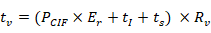 t_v = (P_CIF × E_r + t_I + t_s) × R_v